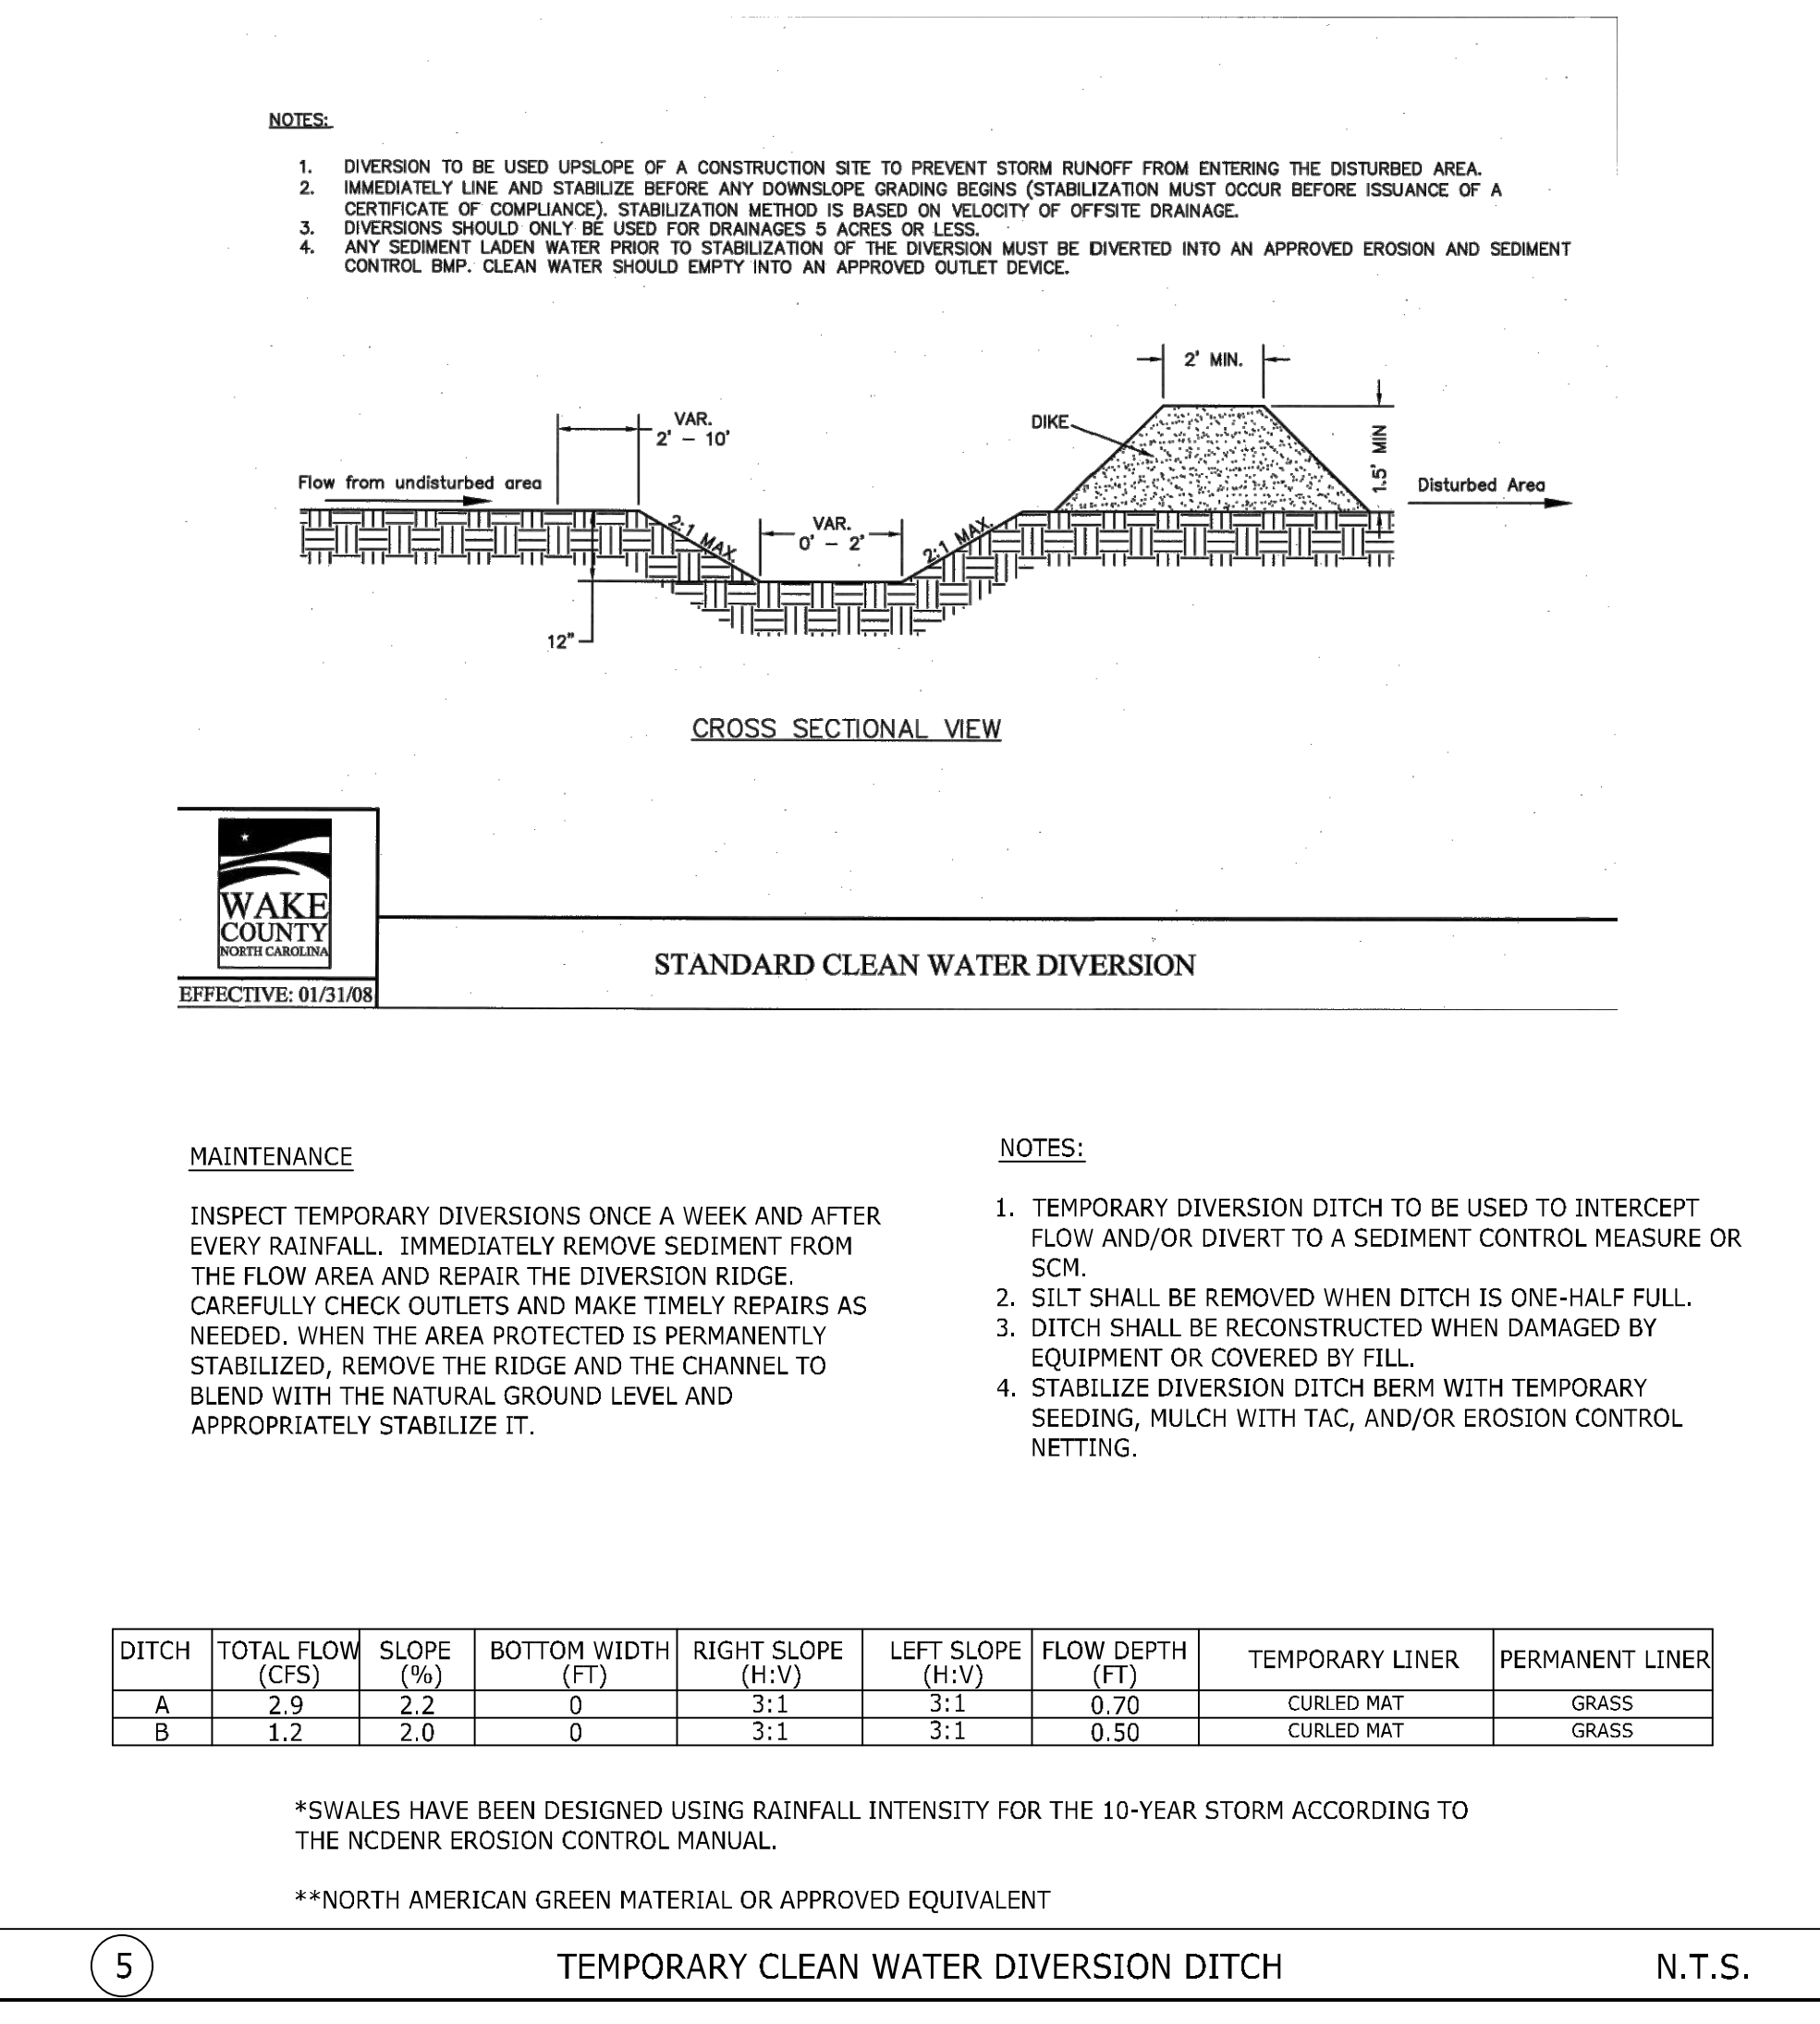 NOTES:
1. DIVERSION TO BE USED UPSLOPE OF A CONSTRUCTION SITE TO PREVENT STORM RUNOFF FROM ENTERING THE DISTURBED AREA.
2. IMMEDIATELY LINE AND STABILIZE BEFORE ANY DOWNSLOPE GRADING BEGINS (STABILIZATION MUST OCCUR BEFORE ISSUANCE OF A
CERTIFICATE OF COMPLIANCE). STABILIZATION METHOD IS BASED ON VELOCITY OF OFFSITE DRAINAGE.
3. DIVERSIONS SHOULD ONLY BE USED FOR DRAINAGES 5 ACRES OR LESS.
4. ANY SEDIMENT LADEN WATER PRIOR TO STABILIZATION OF THE DIVERSION MUST BE DIVERTED INTO AN APPROVED EROSION AND SEDIMENT
CONTROL BMP. CLEAN WATER SHOULD EMPTY INTO AN APPROVED OUTLET DEVICE.
2' MIN.
VAR.
2' - 10'
DIKE
1.5' MIN
Flow from undisturbed area
Disturbed Area
2:1 MAX.
VAR.
0' - 2'
2:1 MAX.
12"
CROSS SECTIONAL VIEW
WAKE
COUNTY
NORTH CAROLINA
EFFECTIVE: 01/31/08
STANDARD CLEAN WATER DIVERSION
MAINTENANCE
INSPECT TEMPORARY DIVERSIONS ONCE A WEEK AND AFTER
EVERY RAINFALL. IMMEDIATELY REMOVE SEDIMENT FROM
THE FLOW AREA AND REPAIR THE DIVERSION RIDGE.
CAREFULLY CHECK OUTLETS AND MAKE TIMELY REPAIRS AS
NEEDED. WHEN THE AREA PROTECTED IS PERMANENTLY
STABILIZED, REMOVE THE RIDGE AND THE CHANNEL TO
BLEND WITH THE NATURAL GROUND LEVEL AND
APPROPRIATELY STABILIZE IT.
NOTES:
1. TEMPORARY DIVERSION DITCH TO BE USED TO INTERCEPT
FLOW AND/OR DIVERT TO A SEDIMENT CONTROL MEASURE OR
SCM.
2. SILT SHALL BE REMOVED WHEN DITCH IS ONE-HALF FULL.
3. DITCH SHALL BE RECONSTRUCTED WHEN DAMAGED BY
EQUIPMENT OR COVERED BY FILL.
4. STABILIZE DIVERSION DITCH BERM WITH TEMPORARY
SEEDING, MULCH WITH TAC, AND/OR EROSION CONTROL
NETTING.
DITCH TOTAL FLOW (CFS) SLOPE (%) BOTTOM WIDTH (FT) RIGHT SLOPE (H:V) LEFT SLOPE (H:V) FLOW DEPTH (FT) TEMPORARY LINER PERMANENT LINER
A 2.9 2.2 0 3:1 3:1 0.70 CURLED MAT GRASS
B 1.2 2.0 0 3:1 3:1 0.50 CURLED MAT GRASS
*SWALES HAVE BEEN DESIGNED USING RAINFALL INTENSITY FOR THE 10-YEAR STORM ACCORDING TO
THE NCDENR EROSION CONTROL MANUAL.
**NORTH AMERICAN GREEN MATERIAL OR APPROVED EQUIVALENT
5 TEMPORARY CLEAN WATER DIVERSION DITCH N.T.S.